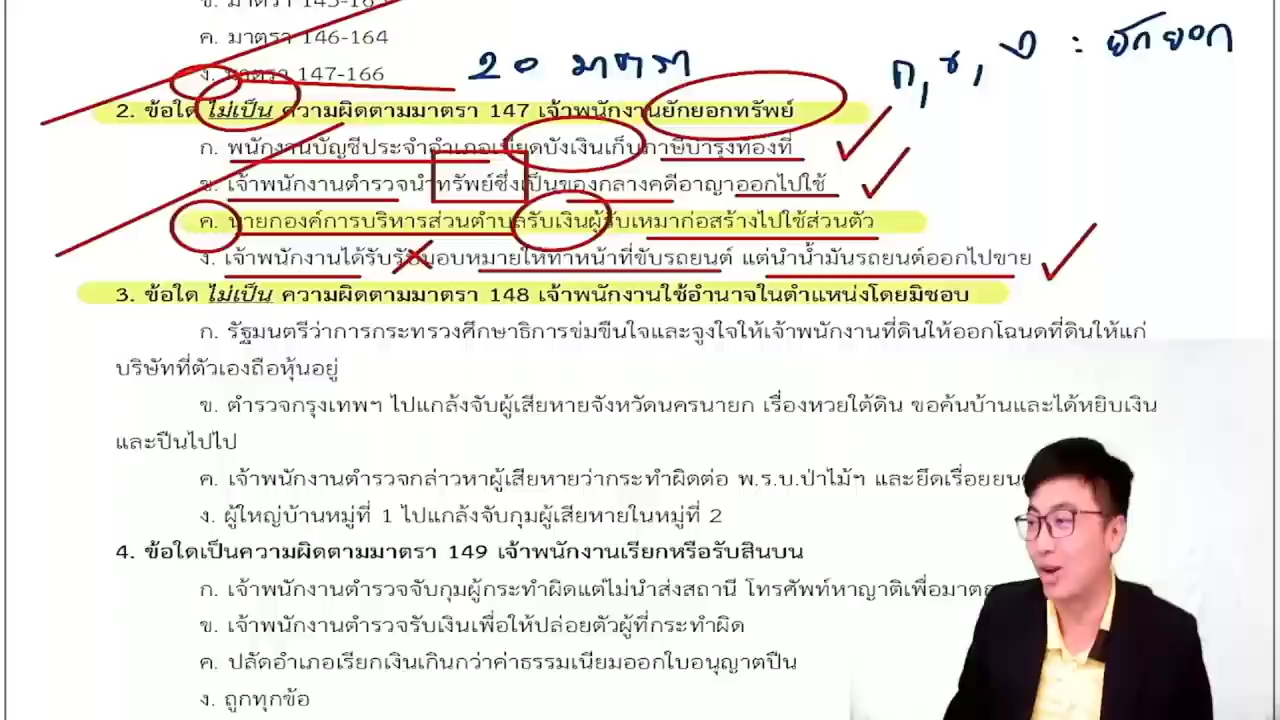 ค. มาตรา 146-164
20 มาตรา
ก, ข, ง : ยักยอก
ง. มาตรา 147-166
2. ข้อใด ไม่เป็น ความผิดตามมาตรา 147 เจ้าพนักงานยักยอกทรัพย์
ก. พนักงานบัญชีประจำอำเภอเบียดบังเงินเก็บภาษีบำรุงท้องที่
ข. เจ้าพนักงานตำรวจนำทรัพย์ซึ่งเป็นของกลางคดีอาญาออกไปใช้
ค. นายกองค์การบริหารส่วนตำบลรับเงินผู้รับเหมาก่อสร้างไปใช้ส่วนตัว
ง. เจ้าพนักงานได้รับรับมอบหมายให้ทำหน้าที่ขับรถยนต์ แต่นำน้ำมันรถยนต์ออกไปขาย
3. ข้อใด ไม่เป็น ความผิดตามมาตรา 148 เจ้าพนักงานใช้อำนาจในตำแหน่งโดยมิชอบ
ก. รัฐมนตรีว่าการกระทรวงศึกษาธิการข่มขืนใจและจูงใจให้เจ้าพนักงานที่ดินให้ออกโฉนดที่ดินให้แก่
บริษัทที่ตัวเองถือหุ้นอยู่
ข. ตำรวจกรุงเทพฯ ไปแกล้งจับผู้เสียหายจังหวัดนครนายก เรื่องหวยใต้ดิน ขอค้นบ้านและได้หยิบเงิน
และปืนไปไป
ค. เจ้าพนักงานตำรวจกล่าวหาผู้เสียหายว่ากระทำผิดต่อ พ.ร.บ.ป่าไม้ฯ และยึดเรื่อยยน
ง. ผู้ใหญ่บ้านหมู่ที่ 1 ไปแกล้งจับกุมผู้เสียหายในหมู่ที่ 2
4. ข้อใดเป็นความผิดตามมาตรา 149 เจ้าพนักงานเรียกหรือรับสินบน
ก. เจ้าพนักงานตำรวจจับกุมผู้กระทำผิดแต่ไม่นำส่งสถานี โทรศัพท์หาญาติเพื่อมาต
ข. เจ้าพนักงานตำรวจรับเงินเพื่อให้ปล่อยตัวผู้ที่กระทำผิด
ค. ปลัดอำเภอเรียกเงินเกินกว่าค่าธรรมเนียมออกใบอนุญาตปืน
ง. ถูกทุกข้อ